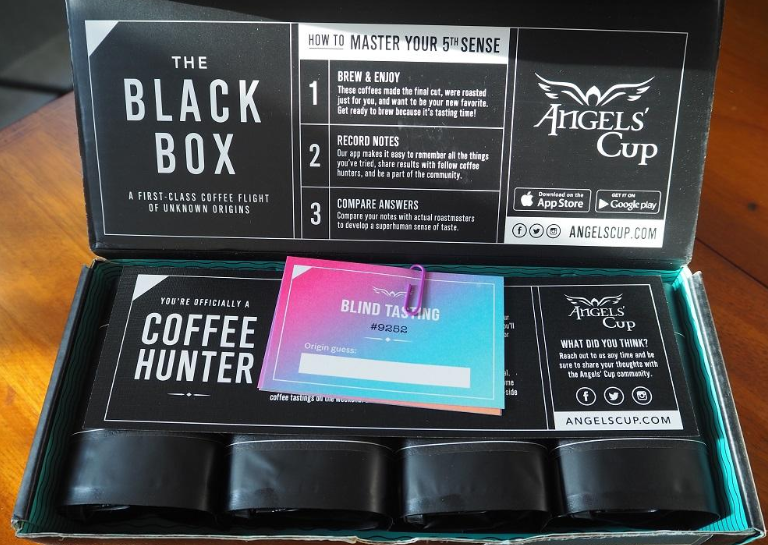 THE
BLACK
BOX
A FIRST-CLASS COFFEE FLIGHT
OF UNKNOWN ORIGINS
HOW TO MASTER YOUR 5TH SENSE
1
BREW & ENJOY
These coffees made the final cut, were roasted
just for you, and want to be your new favorite.
Get ready to brew because it's tasting time!
2
RECORD NOTES
Our app makes it easy to remember all the things
you've tried, share results with fellow coffee
hunters, and be a part of the community.
3
COMPARE ANSWERS
Compare your notes with actual roastmasters
to develop a superhuman sense of taste.
ANGELS'
CUP
Download on the
App Store
GET IT ON
Google play
ANGELSCUP.COM
YOU'RE OFFICIALLY A
COFFEE
HUNTER
BLIND TASTING
#9252
Origin guess:
coffee tastings on the
ANGELS'
CUP
WHAT DID YOU THINK?
Reach out to us any time and be
sure to share your thoughts with
the Angels' Cup community.
ANGELSCUP.COM